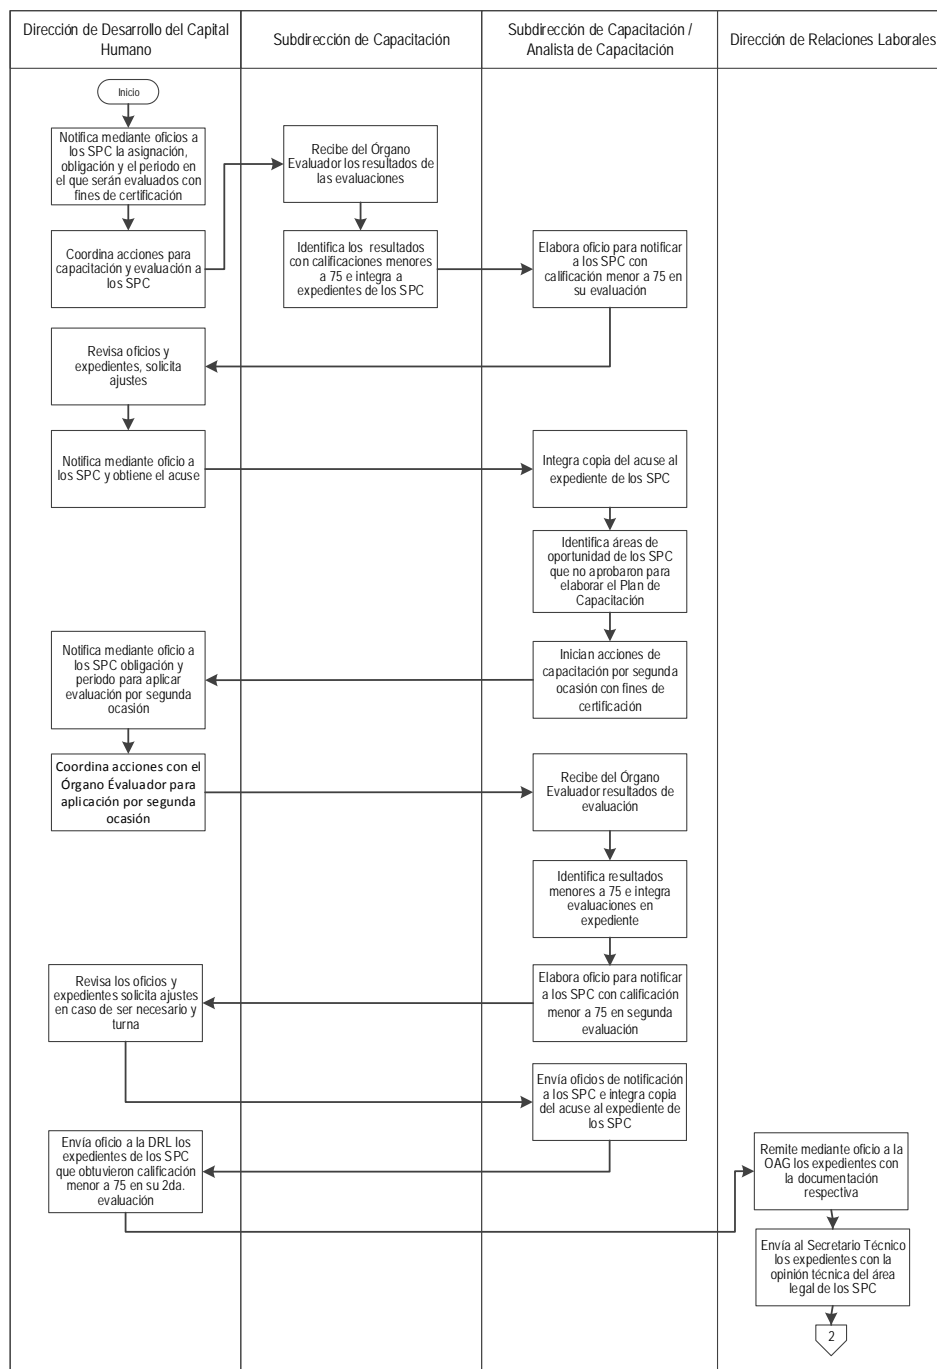 Dirección de Desarrollo del Capital
Humano
Subdirección de Capacitación
Subdirección de Capacitación /
Analista de Capacitación
Dirección de Relaciones Laborales
Inicio
Notifica mediante oficios a
los SPC la asignación,
obligación y el periodo en
el que serán evaluados con
fines de certificación
Coordina acciones para
capacitación y evaluación a
los SPC
Recibe del Órgano
Evaluador los resultados de
las evaluaciones
Identifica los resultados
con calificaciones menores
a 75 e integra a
expedientes de los SPC
Elabora oficio para notificar
a los SPC con
calificación menor a 75 en
su evaluación
Revisa oficios y
expedientes, solicita
ajustes
Notifica mediante oficio a
los SPC y obtiene el acuse
Integra copia del acuse al
expediente de los SPC
Identifica áreas de
oportunidad de los SPC
que no aprobaron para
elaborar el Plan de
Capacitación
Inician acciones de
capacitación por segunda
ocasión con fines de
certificación
Notifica mediante oficio a
los SPC obligación y
periodo para aplicar
evaluación por segunda
ocasión
Coordina acciones con el
Órgano Évaluador para
aplicación por segunda
ocasión
Recibe del Órgano
Evaluador resultados de
evaluación
Identifica resultados
menores a 75 e integra
evaluaciones en
expediente
Elabora oficio para notificar
a los SPC con calificación
menor a 75 en segunda
evaluación
Revisa los oficios y
expedientes solicita ajustes
en caso de ser necesario y
turna
Envía oficios de notificación
a los SPC e integra copia
del acuse al expediente de
los SPC
Envía oficio a la DRL los
expedientes de los SPC
que obtuvieron calificación
menor a 75 en su 2da.
evaluación
Remite mediante oficio a la
OAG los expedientes con
la documentación
respectiva
Envía al Secretario Técnico
los expedientes con la
opinión técnica del área
legal de los SPC
2